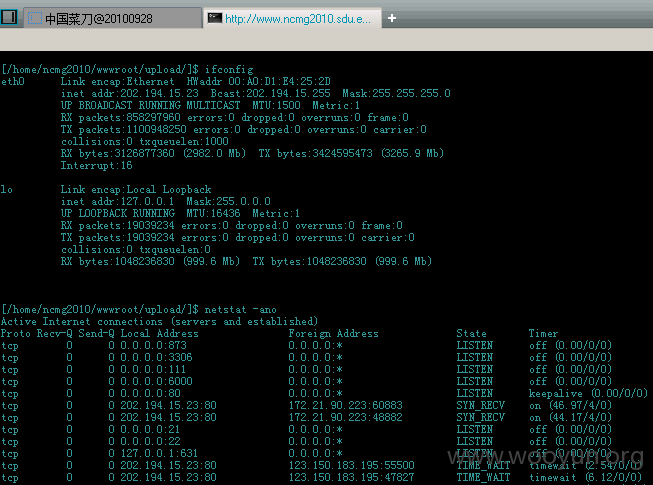 中国菜刀@20100928
http://www.ncmg2010.sdu.e...
[/home/ncmg2010/wwwroot/upload/]$ ifconfig
eth0 Link encap:Ethernet HWaddr 00:A0:D1:E4:25:2D
inet addr:202.194.15.23 Bcast:202.194.15.255 Mask:255.255.255.0
UP BROADCAST RUNNING MULTICAST MTU:1500 Metric:1
RX packets:858297960 errors:0 dropped:0 overruns:0 frame:0
TX packets:1100948250 errors:0 dropped:0 overruns:0 carrier:0
collisions:0 txqueuelen:1000
RX bytes:3126877360 (2982.0 Mb) TX bytes:3424595473 (3265.9 Mb)
Interrupt:16
lo Link encap:Local Loopback
inet addr:127.0.0.1 Mask:255.0.0.0
UP LOOPBACK RUNNING MTU:16436 Metric:1
RX packets:19039234 errors:0 dropped:0 overruns:0 frame:0
TX packets:19039234 errors:0 dropped:0 overruns:0 carrier:0
collisions:0 txqueuelen:0
RX bytes:1048236830 (999.6 Mb) TX bytes:1048236830 (999.6 Mb)
[/home/ncmg2010/wwwroot/upload/]$ netstat -ano
Active Internet connections (servers and established)
Proto Recv-Q Send-Q Local Address Foreign Address State Timer
tcp 0 0 0.0.0.0:873 0.0.0.0:* LISTEN off (0.00/0/0)
tcp 0 0 0.0.0.0:3306 0.0.0.0:* LISTEN off (0.00/0/0)
tcp 0 0 0.0.0.0:111 0.0.0.0:* LISTEN off (0.00/0/0)
tcp 0 0 0.0.0.0:6000 0.0.0.0:* LISTEN off (0.00/0/0)
tcp 0 0 0.0.0.0:80 0.0.0.0:* LISTEN keepalive (0.00/0/0)
tcp 0 0 202.194.15.23:80 172.21.90.223:60883 SYN_RECV on (46.97/4/0)
tcp 0 0 202.194.15.23:80 172.21.90.223:48882 SYN_RECV on (44.17/4/0)
tcp 0 0 0.0.0.0:21 0.0.0.0:* LISTEN off (0.00/0/0)
tcp 0 0 0.0.0.0:22 0.0.0.0:* LISTEN off (0.00/0/0)
tcp 0 0 127.0.0.1:631 0.0.0.0:* LISTEN off (0.00/0/0)
tcp 0 0 202.194.15.23:80 123.150.183.195:55500 TIME_WAIT timewait (2.54/0/0)
tcp 0 0 202.194.15.23:80 123.150.183.195:47827 TIME_WAIT timewait (6.12/0/0)
www.wooyun.org